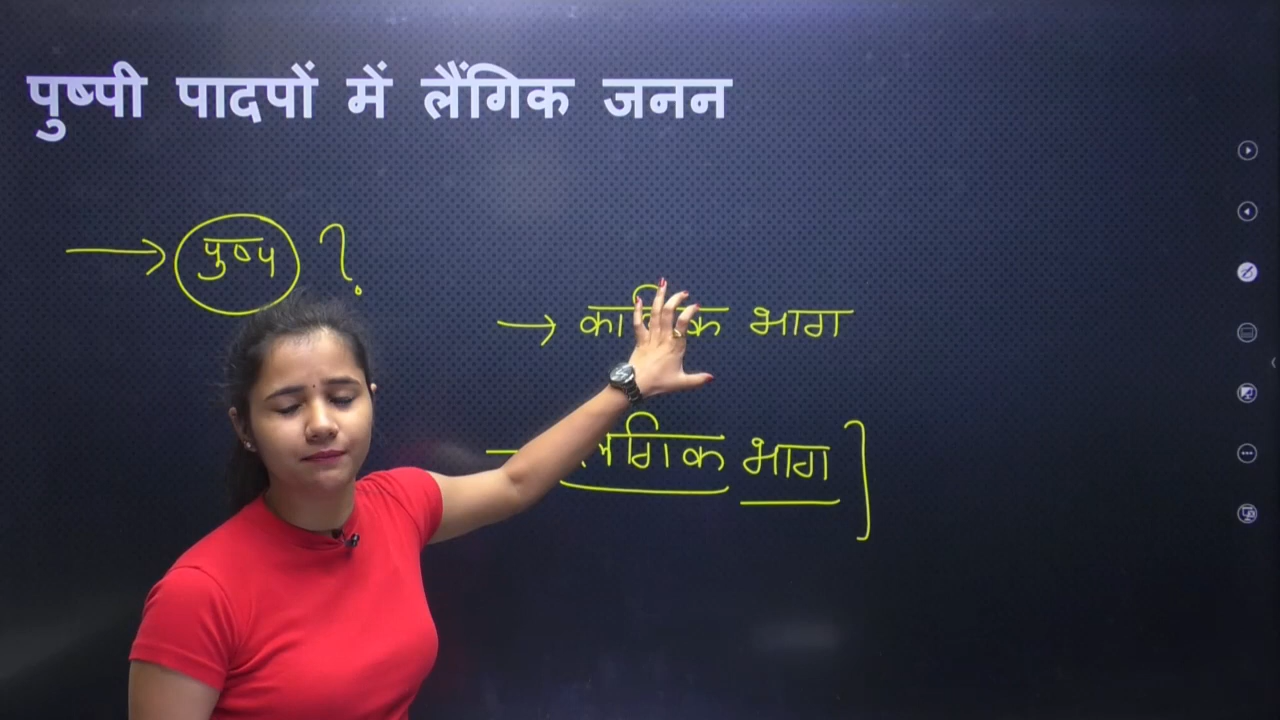 पुष्पी पादपों में लैंगिक जनन
→ पुष्प ?
→ भाग
लैंगिक भाग ]